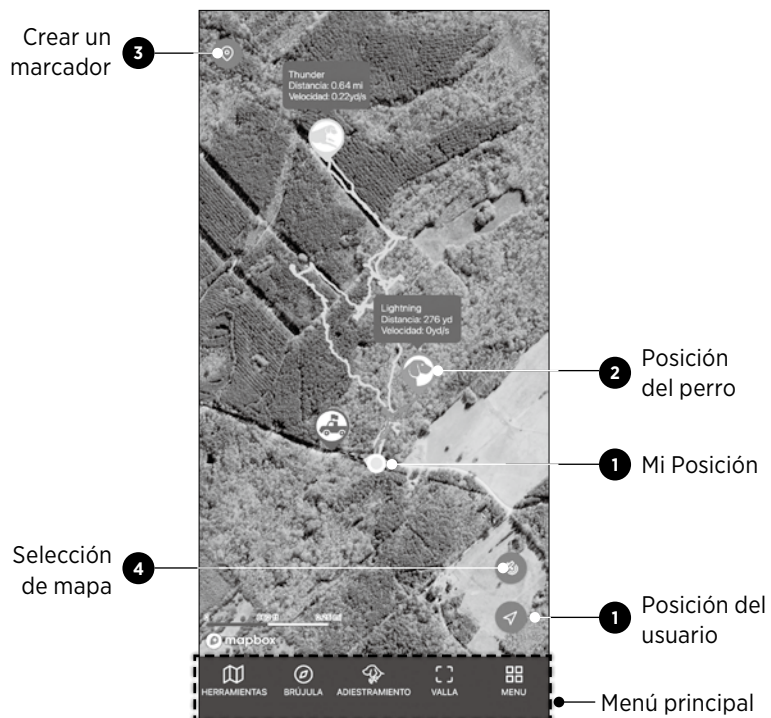 Crear un
marcador
3
Thunder
Distancia: 0.64 mi
Velocidad: 0.22yd/s
Lightning
Distancia: 276 yd
Velocidad: 0yd/s
2
Posición
del perro
1
Mi Posición
Selección
de mapa
4
1
Posición del
usuario
mapbox
HERRAMIENTAS
BRÚJULA
ADIESTRAMIENTO
VALLA
MENU
Menú principal